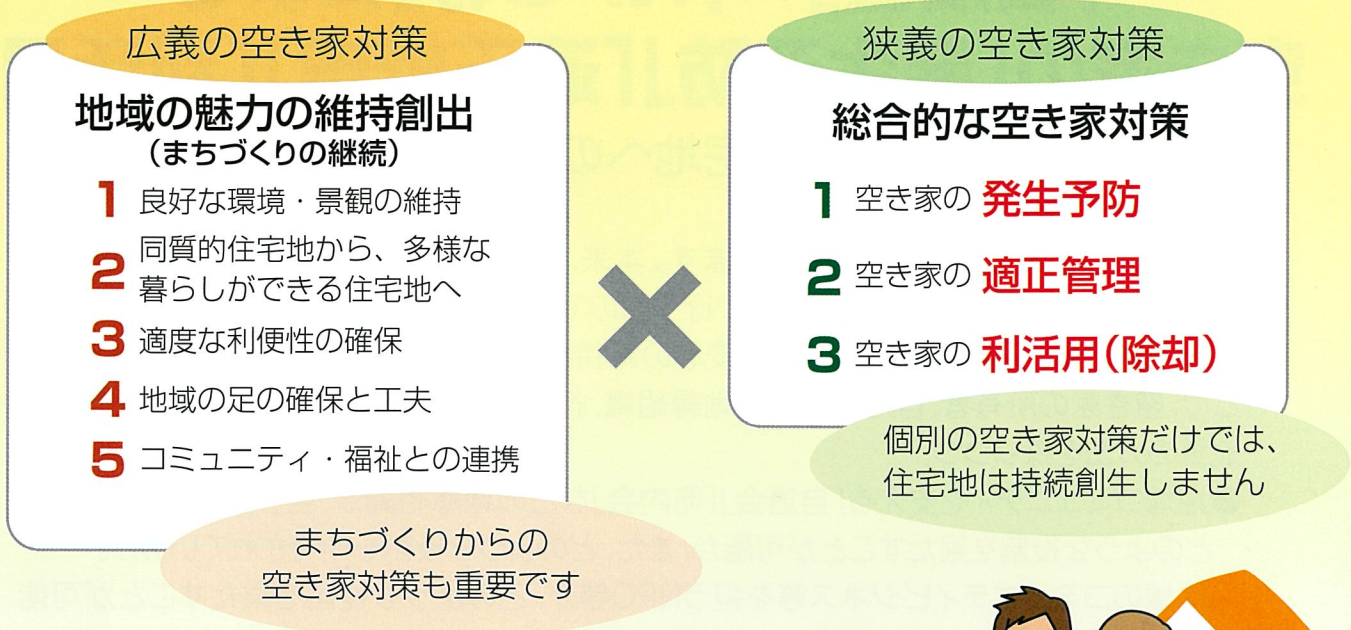 広義の空き家対策
地域の魅力の維持創出
(まちづくりの継続)
1 良好な環境・景観の維持
2 同質的住宅地から、多様な
暮らしができる住宅地へ
3 適度な利便性の確保
4 地域の足の確保と工夫
5 コミュニティ・福祉との連携
まちづくりからの
空き家対策も重要です
狭義の空き家対策
総合的な空き家対策
1 空き家の 発生予防
2 空き家の 適正管理
3 空き家の 利活用(除却)
個別の空き家対策だけでは、
住宅地は持続創生しません